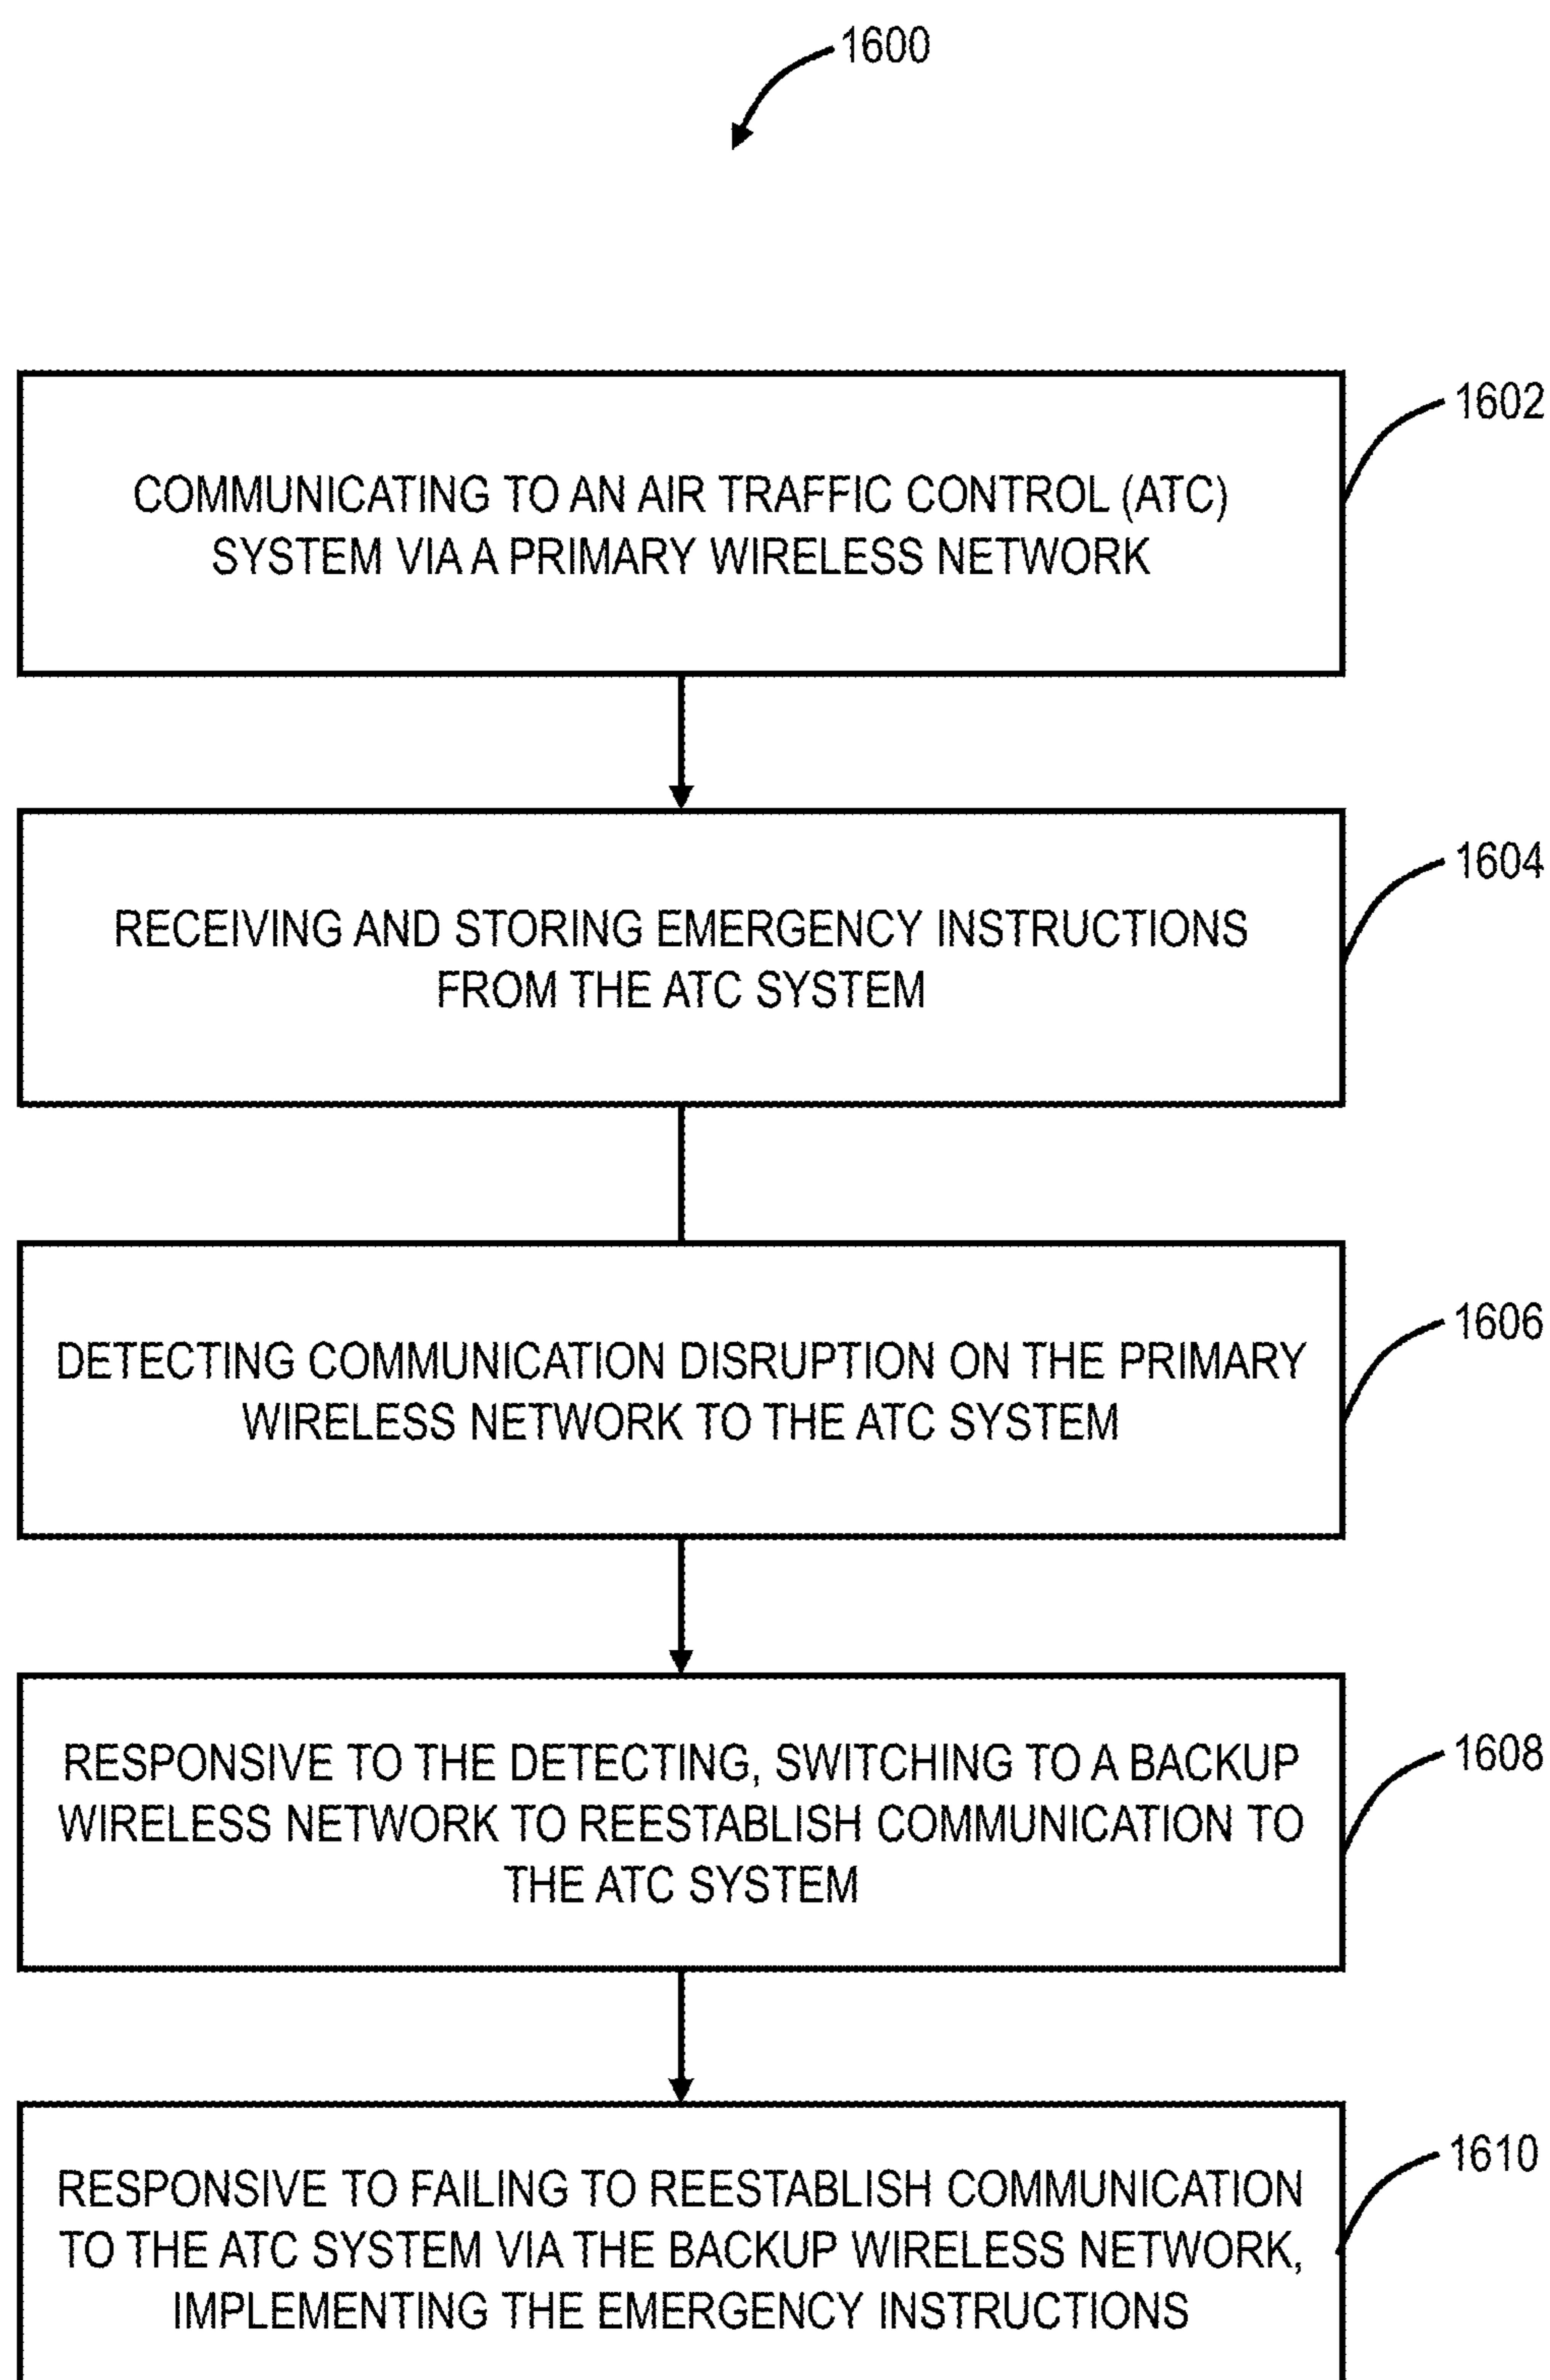 1600
1602
COMMUNICATING TO AN AIR TRAFFIC CONTROL (ATC)
SYSTEM VIA A PRIMARY WIRELESS NETWORK
1604
RECEIVING AND STORING EMERGENCY INSTRUCTIONS
FROM THE ATC SYSTEM
1606
DETECTING COMMUNICATION DISRUPTION ON THE PRIMARY
WIRELESS NETWORK TO THE ATC SYSTEM
1608
RESPONSIVE TO THE DETECTING, SWITCHING TO A BACKUP
WIRELESS NETWORK TO REESTABLISH COMMUNICATION TO
THE ATC SYSTEM
1610
RESPONSIVE TO FAILING TO REESTABLISH COMMUNICATION
TO THE ATC SYSTEM VIA THE BACKUP WIRELESS NETWORK,
IMPLEMENTING THE EMERGENCY INSTRUCTIONS